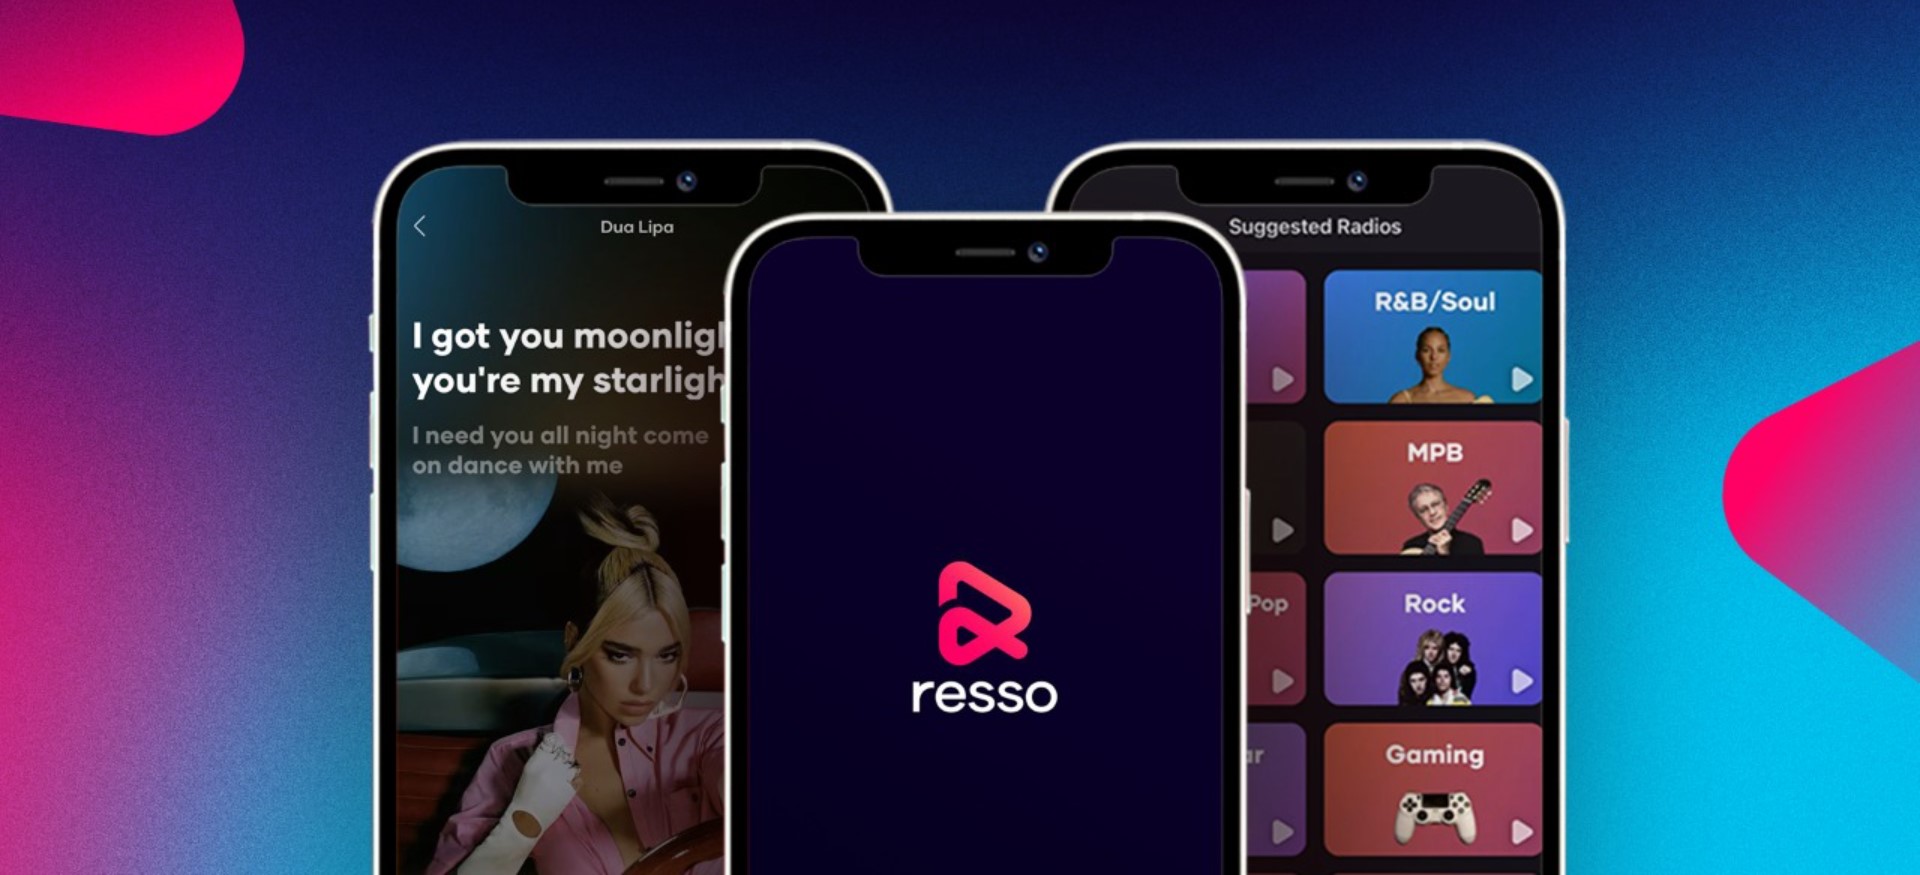 Dua Lipa
I got you moonligh
you're my starligh
I need you all night come
on dance with me
resso
Suggested Radios
R&B/Soul
MPB
Pop
Rock
ar
Gaming